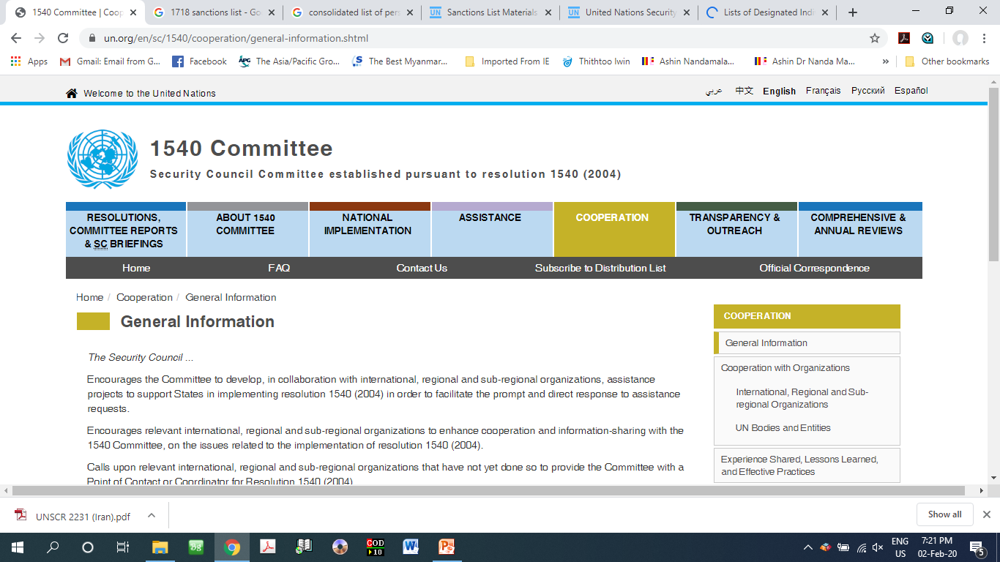 1540 Committee | Coop
1718 sanctions list - Go
consolidated list of per
Sanctions List Materials
United Nations Security
Lists of Designated Indi
un.org/en/sc/1540/cooperation/general-information.shtml
Apps
Gmail: Email from G...
Facebook
APG
The Asia/Pacific Gro...
The Best Myanmar...
Imported From IE
Thithtoo lwin
Ashin Nandamala...
Ashin Dr Nanda Ma...
»
Other bookmarks
Welcome to the United Nations
عربي
中文
English
Français
Русский
Español
1540 Committee
Security Council Committee established pursuant to resolution 1540 (2004)
RESOLUTIONS,
COMMITTEE REPORTS
& SC BRIEFINGS
ABOUT 1540
COMMITTEE
NATIONAL
IMPLEMENTATION
ASSISTANCE
COOPERATION
TRANSPARENCY &
OUTREACH
COMPREHENSIVE &
ANNUAL REVIEWS
Home
FAQ
Contact Us
Subscribe to Distribution List
Official Correspondence
Home / Cooperation / General Information
General Information
The Security Council ...
Encourages the Committee to develop, in collaboration with international, regional and sub-regional organizations, assistance
projects to support States in implementing resolution 1540 (2004) in order to facilitate the prompt and direct response to assistance
requests.
Encourages relevant international, regional and sub-regional organizations to enhance cooperation and information-sharing with the
1540 Committee, on the issues related to the implementation of resolution 1540 (2004).
Calls upon relevant international, regional and sub-regional organizations that have not yet done so to provide the Committee with a
Point of Contact or Coordinator for Resolution 1540 (2004)
COOPERATION
General Information
Cooperation with Organizations
International, Regional and Sub-
regional Organizations
UN Bodies and Entities
Experience Shared, Lessons Learned,
and Effective Practices
UNSCR 2231 (Iran).pdf
Show all
COD
10
ENG
US
7:21 PM
02-Feb-20
5